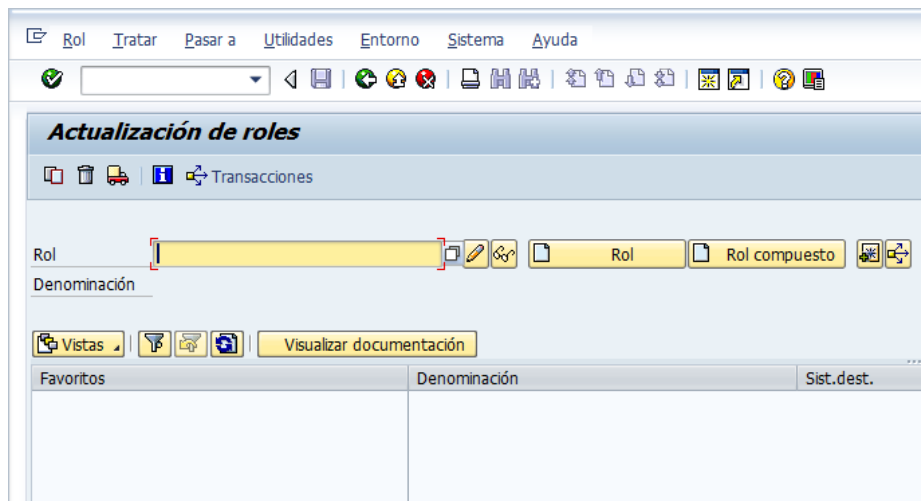 Rol Tratar Pasar a Utilidades Entorno Sistema Ayuda
Actualización de roles
Transacciones
Rol Rol Rol compuesto
Denominación
Vistas Visualizar documentación
Favoritos Denominación Sist.dest.